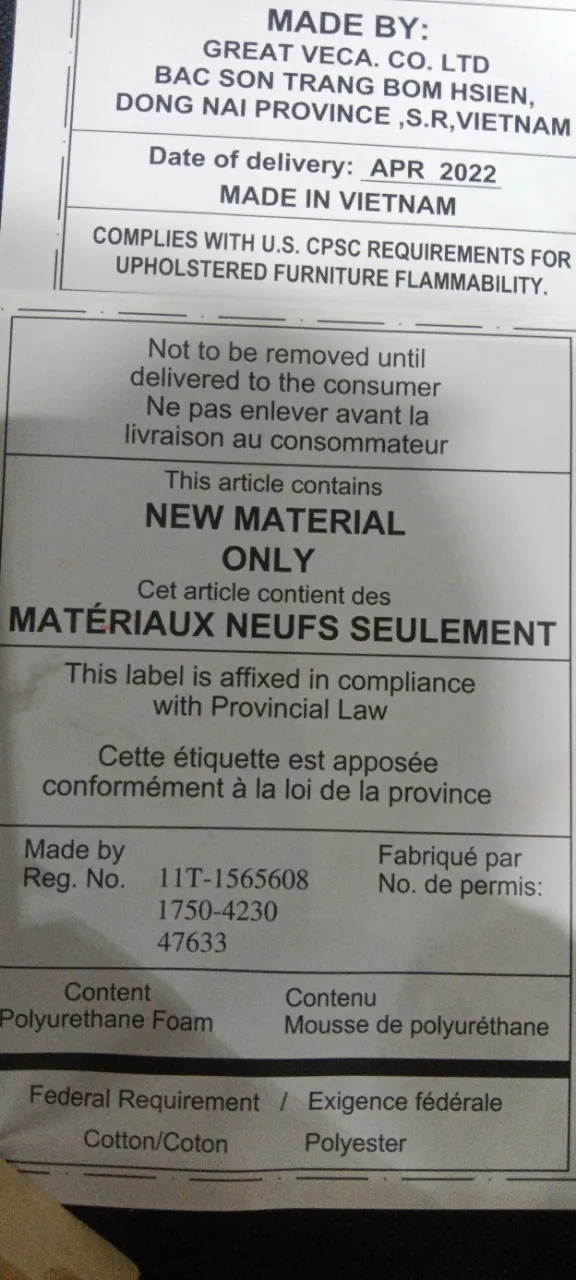 MADE BY:
GREAT VECA. CO. LTD
BAC SON TRANG BOM HSIEN,
DONG NAI PROVINCE ,S.R,VIETNAM
Date of delivery: APR 2022
MADE IN VIETNAM
COMPLIES WITH U.S. CPSC REQUIREMENTS FOR
UPHOLSTERED FURNITURE FLAMMABILITY.
Not to be removed until
delivered to the consumer
Ne pas enlever avant la
livraison au consommateur
This article contains
NEW MATERIAL
ONLY
Cet article contient des
MATÉRIAUX NEUFS SEULEMENT
This label is affixed in compliance
with Provincial Law
Cette étiquette est apposée
conformément à la loi de la province
Made by Fabriqué par
Reg. No. 11T-1565608 No. de permis:
1750-4230
47633
Content Contenu
Polyurethane Foam Mousse de polyuréthane
Federal Requirement / Exigence fédérale
Cotton/Coton Polyester